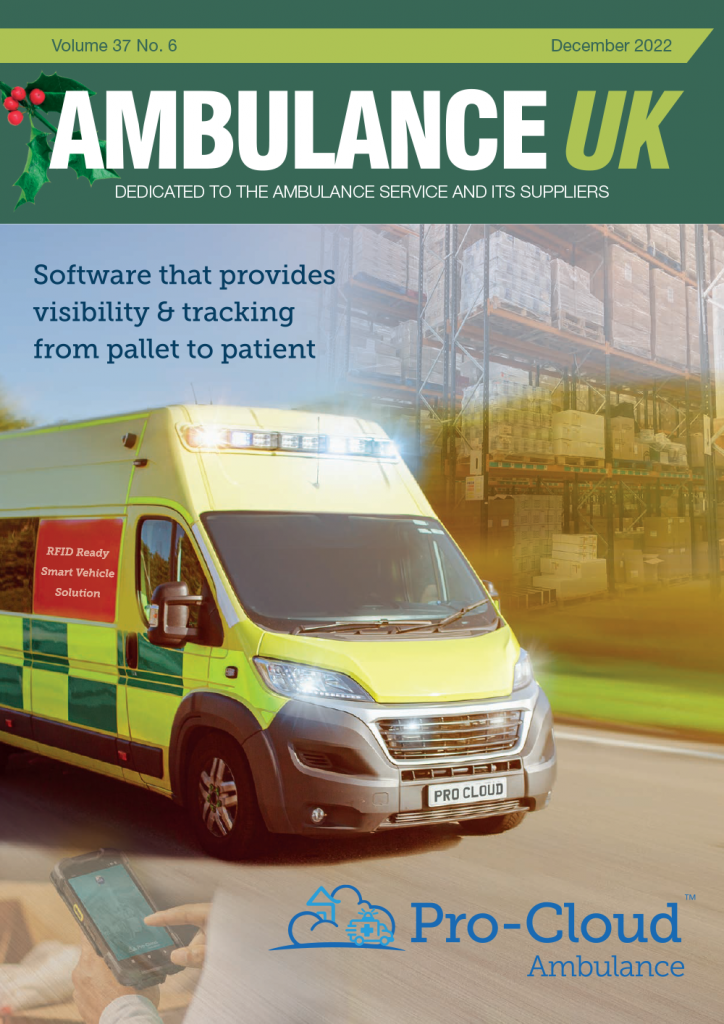 Volume 37 No. 6
December 2022
AMBULANCE UK
DEDICATED TO THE AMBULANCE SERVICE AND ITS SUPPLIERS
Software that provides
visibility & tracking
from pallet to patient
RFID Ready
Smart Vehicle
Solution
PRO CLOUD
Pro-Cloud™
Ambulance